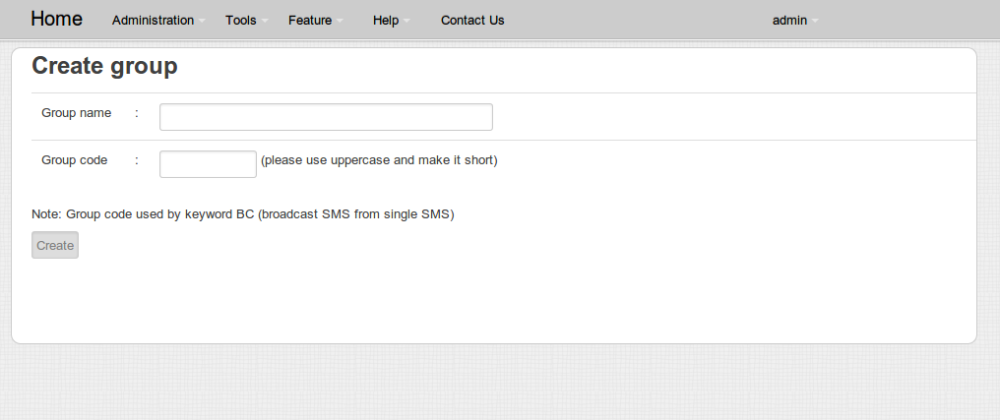 Home Administration Tools Feature Help Contact Us admin
Create group
Group name :
Group code : (please use uppercase and make it short)
Note: Group code used by keyword BC (broadcast SMS from single SMS)
Create